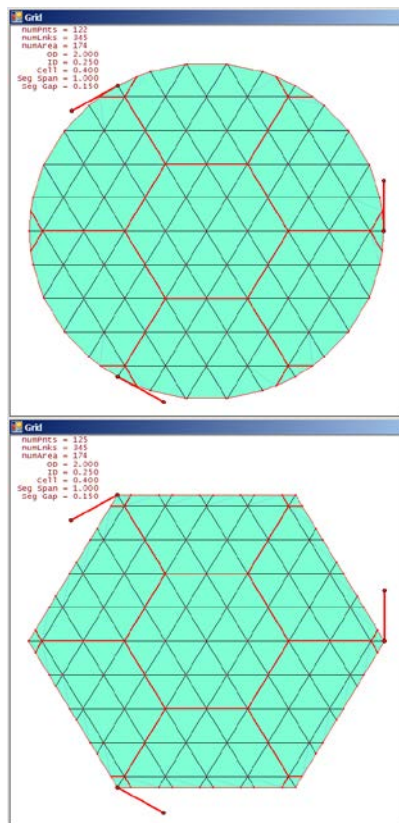 Grid
numPnts = 122
numLnks = 345
numArea = 174
OD = 2.000
ID = 0.250
Cell = 0.400
Seg Span = 1.000
Seg Gap = 0.150
Grid
numPnts = 125
numLnks = 345
numArea = 174
OD = 2.000
ID = 0.250
Cell = 0.400
Seg Span = 1.000
Seg Gap = 0.150